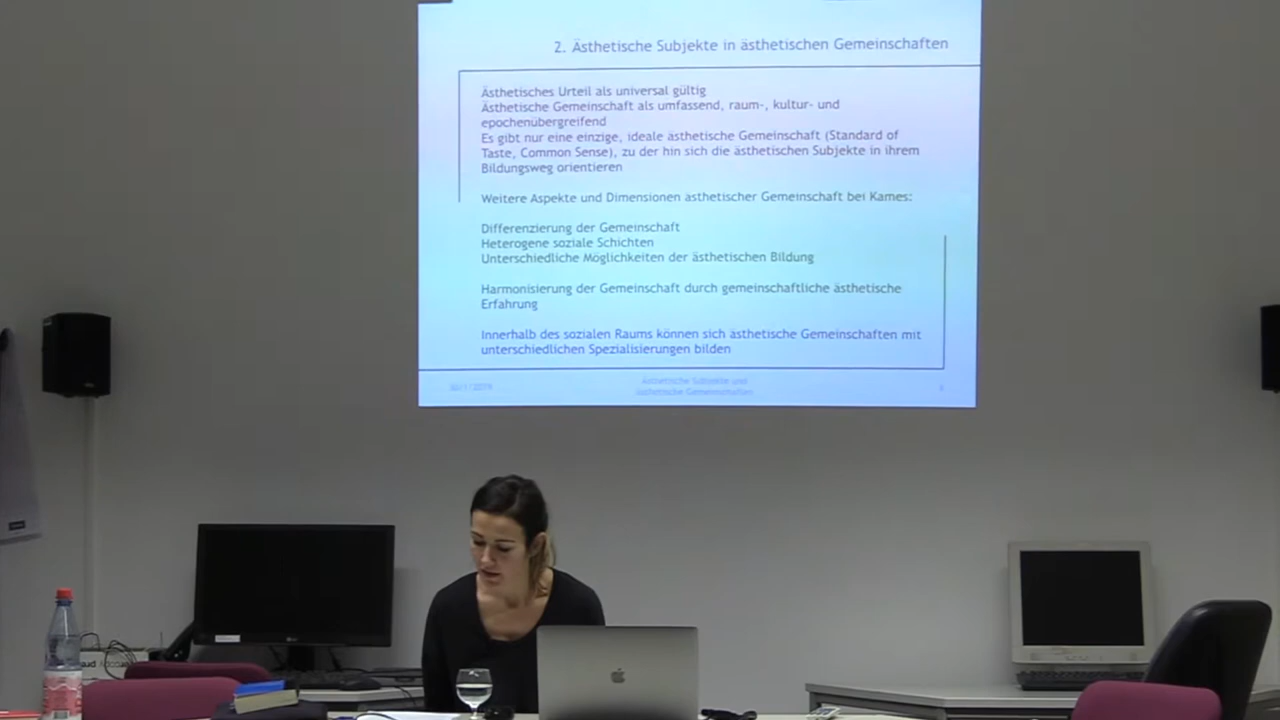 2. Ästhetische Subjekte in ästhetischen Gemeinschaften
Ästhetisches Urteil als universal gültig
Ästhetische Gemeinschaft als umfassend, raum-, kultur- und
epochenübergreifend
Es gibt nur eine einzige, ideale ästhetische Gemeinschaft (Standard of
Taste, Common Sense), zu der hin sich die ästhetischen Subjekte in ihrem
Bildungsweg orientieren
Weitere Aspekte und Dimensionen ästhetischer Gemeinschaft bei Kames:
Differenzierung der Gemeinschaft
Heterogene soziale Schichten
Unterschiedliche Möglichkeiten der ästhetischen Bildung
Harmonisierung der Gemeinschaft durch gemeinschaftliche ästhetische
Erfahrung
Innerhalb des sozialen Raums können sich ästhetische Gemeinschaften mit
unterschiedlichen Spezialisierungen bilden
Ästhetische Subjekte und
ästhetische Gemeinschaften